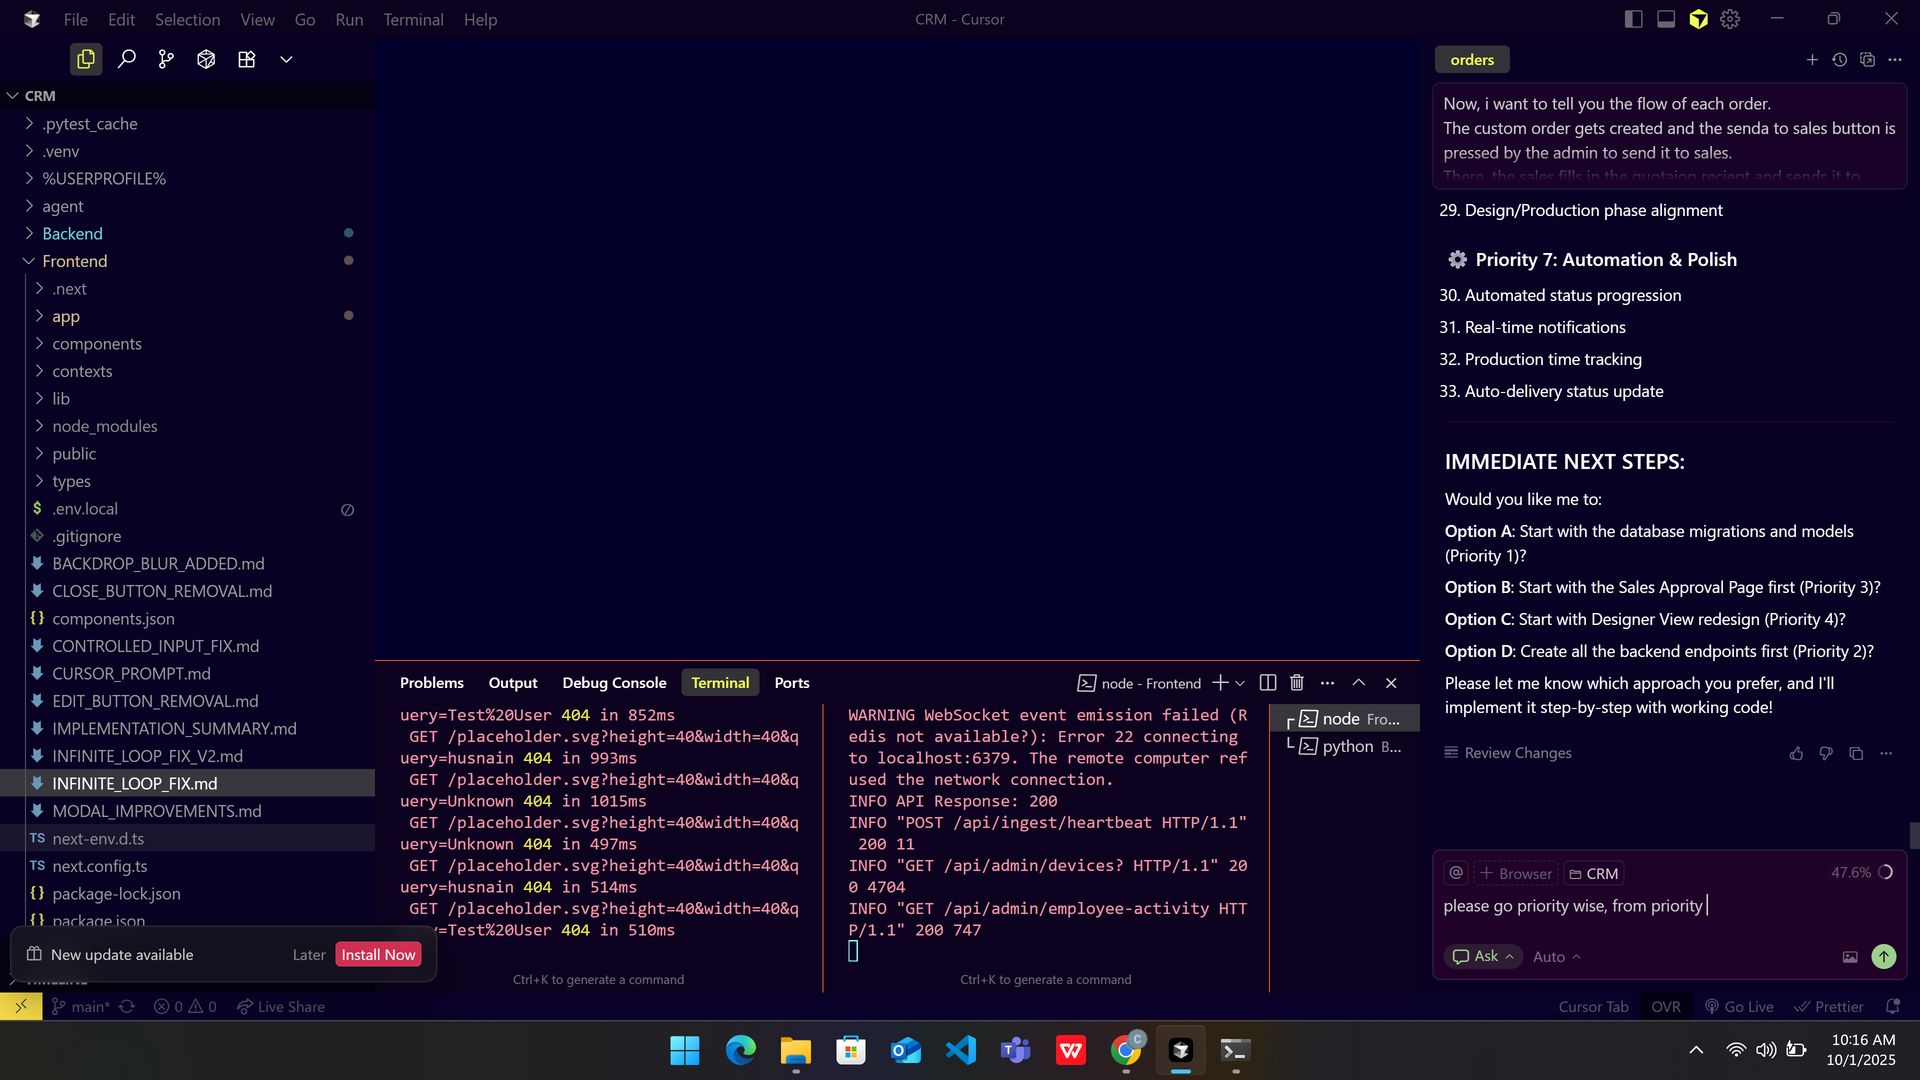 File Edit Selection View Go Run Terminal Help
CRM - Cursor
CRM
.pytest_cache
.venv
%USERPROFILE%
agent
Backend
Frontend
.next
app
components
contexts
lib
node_modules
public
types
$ .env.local
.gitignore
BACKDROP_BLUR_ADDED.md
CLOSE_BUTTON_REMOVAL.md
{} components.json
CONTROLLED_INPUT_FIX.md
CURSOR_PROMPT.md
EDIT_BUTTON_REMOVAL.md
IMPLEMENTATION_SUMMARY.md
INFINITE_LOOP_FIX_V2.md
INFINITE_LOOP_FIX.md
MODAL_IMPROVEMENTS.md
TS next-env.d.ts
TS next.config.ts
{} package-lock.json
{} package.json
New update available Later Install Now
TIMELINE
Problems Output Debug Console Terminal Ports
node - Frontend
uery=Test%20User 404 in 852ms
GET /placeholder.svg?height=40&width=40&q
uery=husnain 404 in 993ms
GET /placeholder.svg?height=40&width=40&q
uery=Unknown 404 in 1015ms
GET /placeholder.svg?height=40&width=40&q
uery=Unknown 404 in 497ms
GET /placeholder.svg?height=40&width=40&q
uery=husnain 404 in 514ms
GET /placeholder.svg?height=40&width=40&q
y=Test%20User 404 in 510ms
Ctrl+K to generate a command
WARNING WebSocket event emission failed (R
edis not available?): Error 22 connecting
to localhost:6379. The remote computer ref
used the network connection.
INFO API Response: 200
INFO "POST /api/ingest/heartbeat HTTP/1.1"
200 11
INFO "GET /api/admin/devices? HTTP/1.1" 20
0 4704
INFO "GET /api/admin/employee-activity HTT
P/1.1" 200 747
Ctrl+K to generate a command
node Fro...
python B...
orders
Now, i want to tell you the flow of each order.
The custom order gets created and the senda to sales button is
pressed by the admin to send it to sales.
There, the sales fills in the quotaion recient and sends it to
29. Design/Production phase alignment
Priority 7: Automation & Polish
30. Automated status progression
31. Real-time notifications
32. Production time tracking
33. Auto-delivery status update
IMMEDIATE NEXT STEPS:
Would you like me to:
Option A: Start with the database migrations and models
(Priority 1)?
Option B: Start with the Sales Approval Page first (Priority 3)?
Option C: Start with Designer View redesign (Priority 4)?
Option D: Create all the backend endpoints first (Priority 2)?
Please let me know which approach you prefer, and I'll
implement it step-by-step with working code!
Review Changes
@ + Browser CRM 47.6%
please go priority wise, from priority
Ask Auto
main* 0 0 Live Share
Cursor Tab OVR Go Live Prettier
10:16 AM
10/1/2025